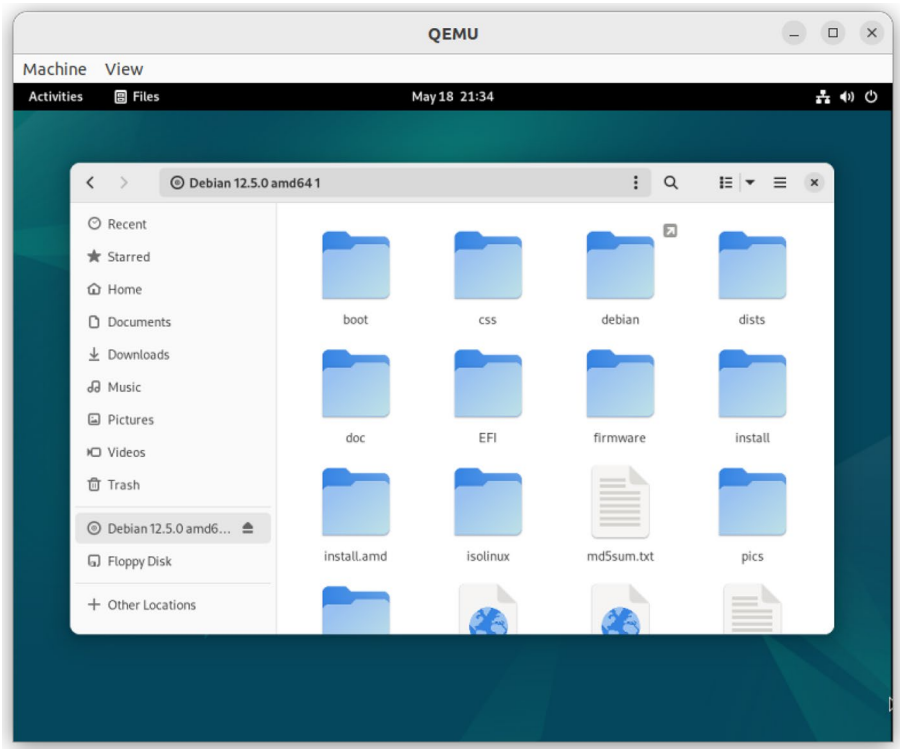 QEMU
Machine View
Activities Files May 18 21:34
Debian 12.5.0 amd64 1
Recent
Starred
Home
Documents
Downloads
Music
Pictures
Videos
Trash
Debian 12.5.0 amd6...
Floppy Disk
Other Locations
boot css debian dists
doc EFI firmware install
install.amd isolinux md5sum.txt pics